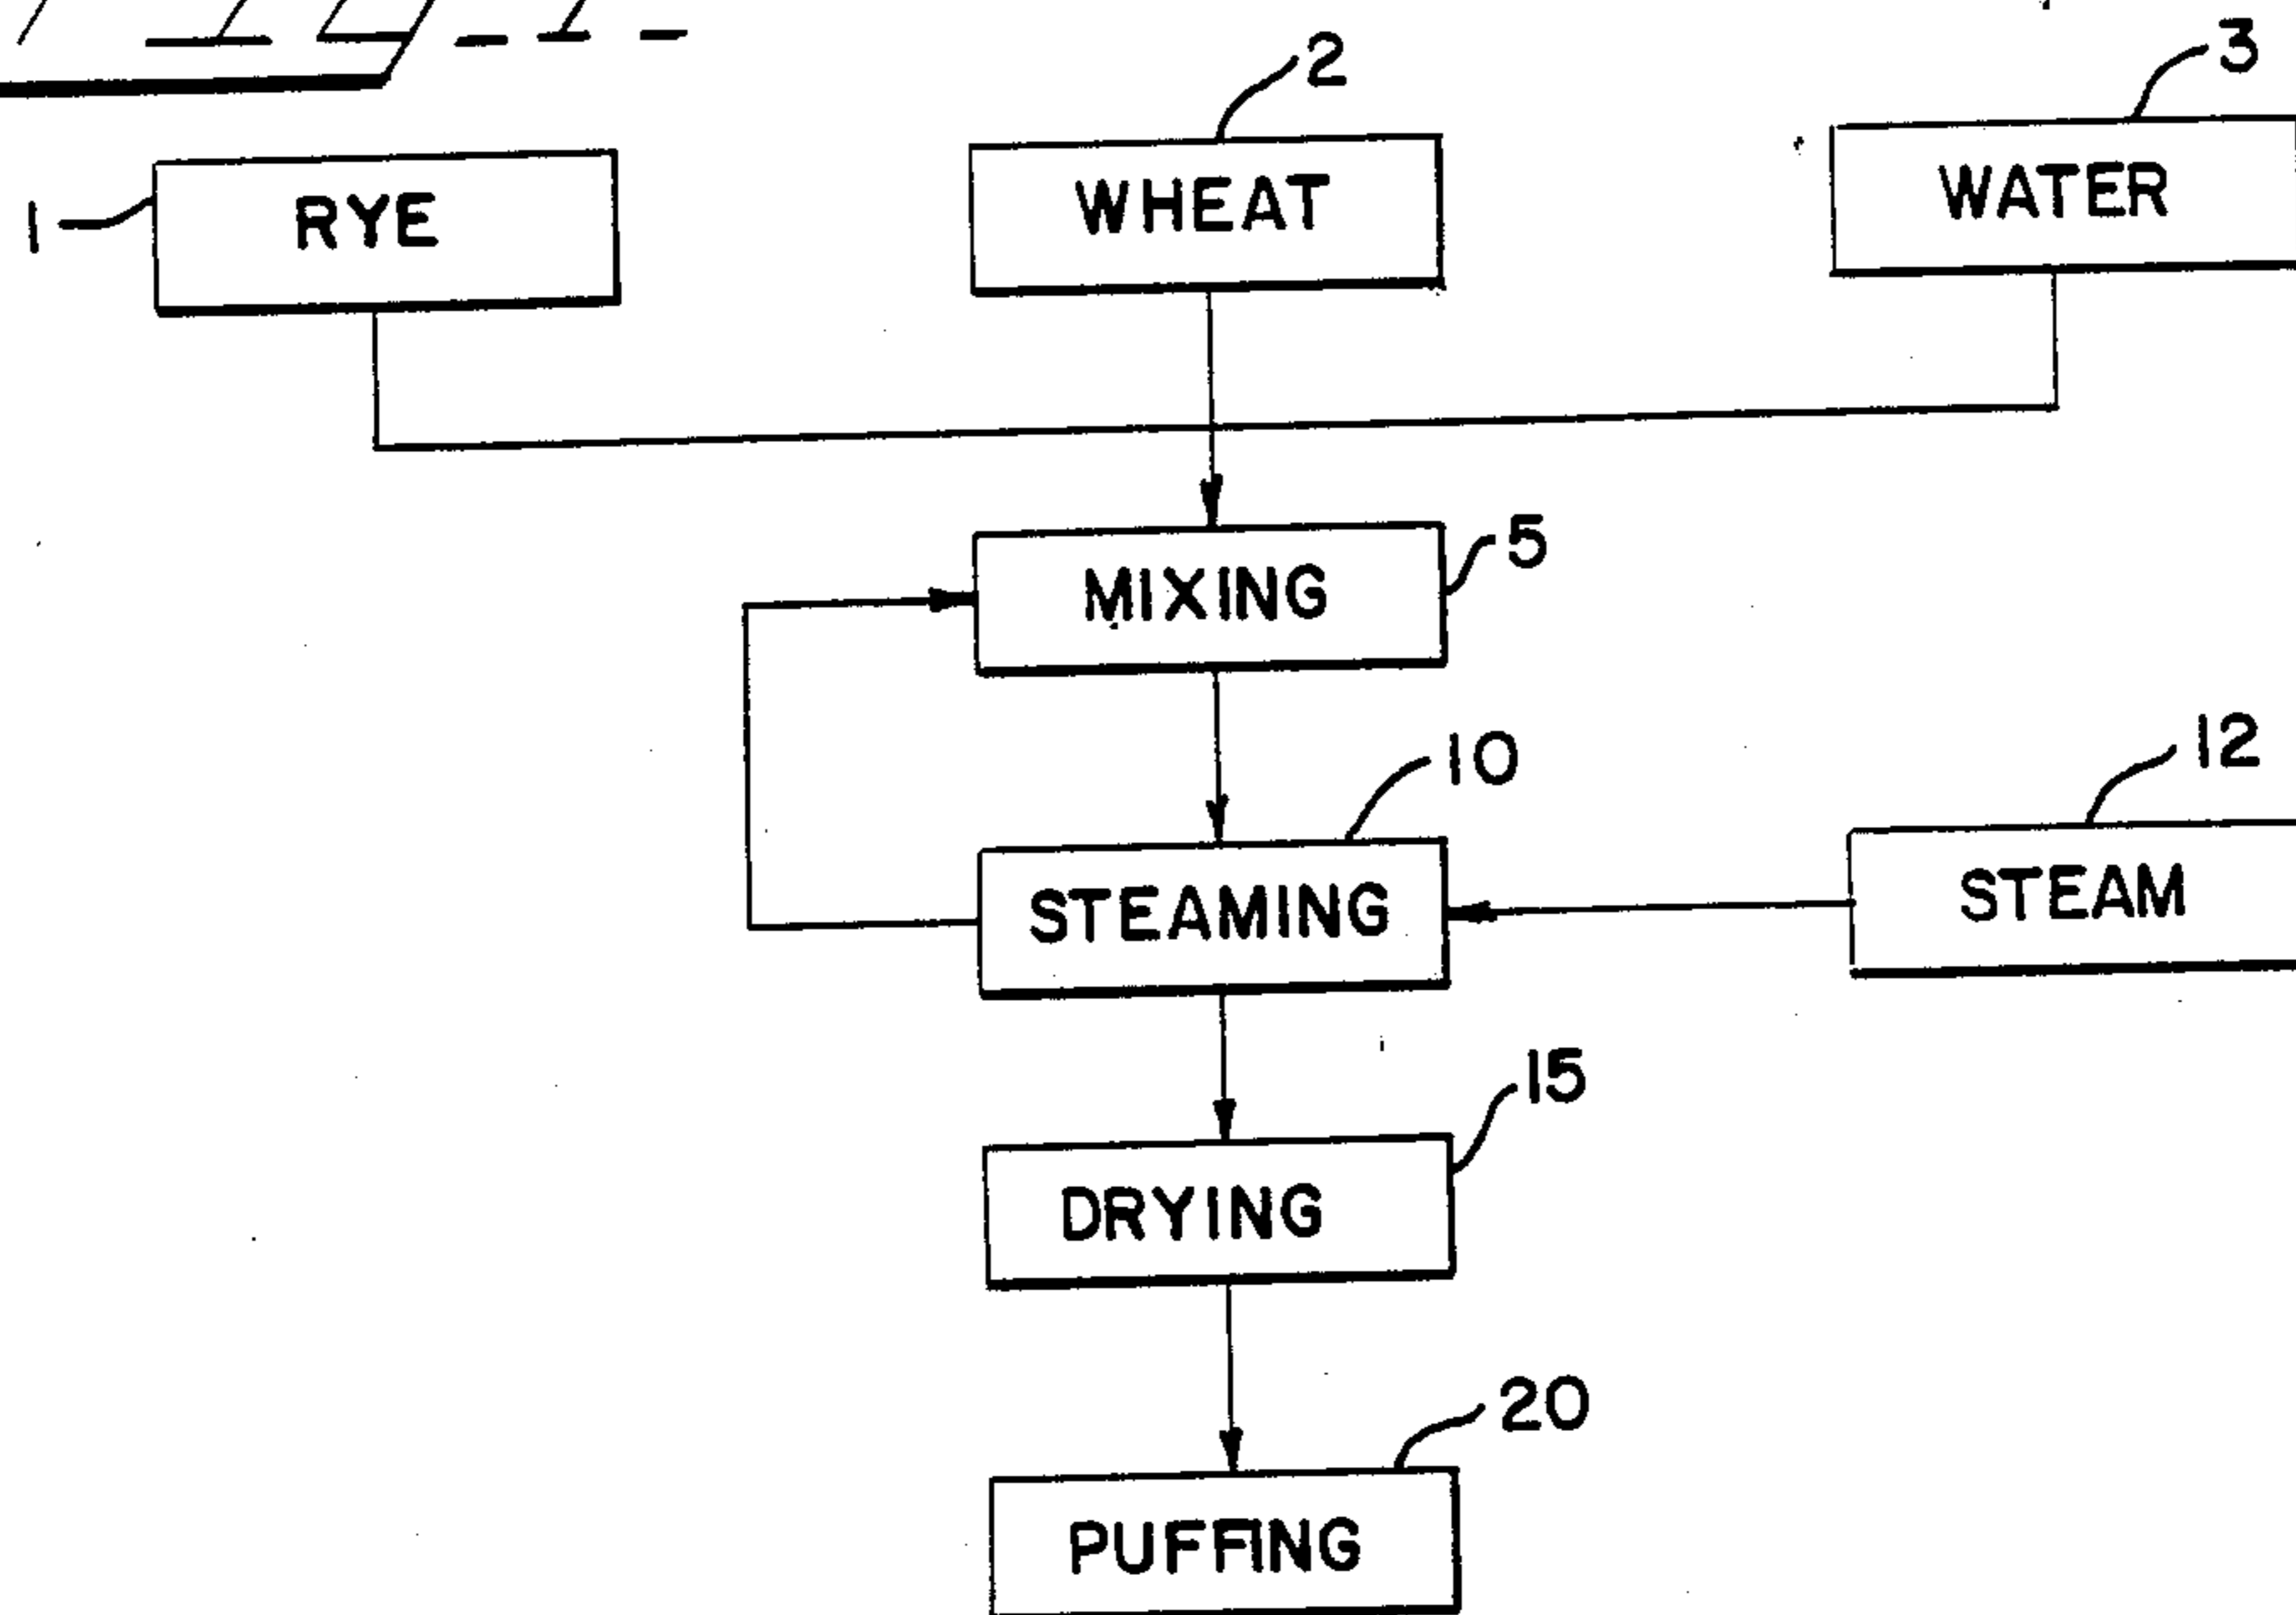 2
3
1 RYE
WHEAT
WATER
MIXING
5
10
12
STEAMING
STEAM
15
DRYING
20
PUFFING